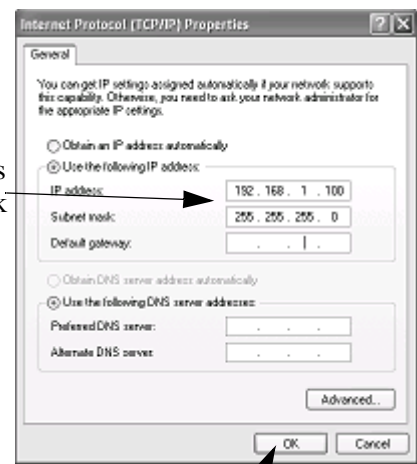 Internet Protocol (TCP/IP) Properties
General
You can get IP settings assigned automatically if your network supports
this capability. Otherwise, you need to ask your network administrator for
the appropriate IP settings.
Obtain an IP address automatically
Use the following IP address:
IP address: 192 . 168 . 1 . 100
Subnet mask: 255 . 255 . 255 . 0
Default gateway: . . .
Obtain DNS server address automatically
Use the following DNS server addresses:
Preferred DNS server: . . .
Alternate DNS server: . . .
Advanced...
OK Cancel